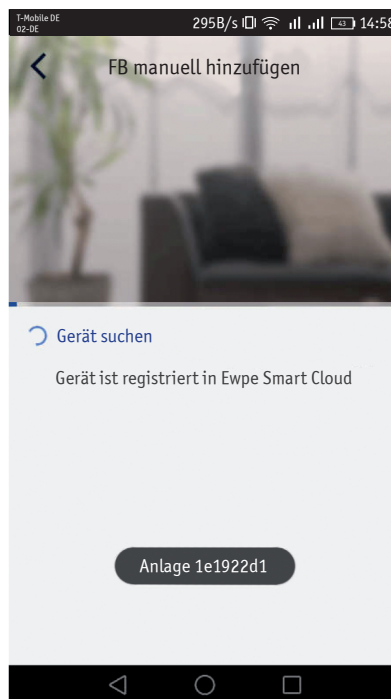 T-Mobile DE
02-DE
295B/s 43 14:58
FB manuell hinzufügen
Gerät suchen
Gerät ist registriert in Ewpe Smart Cloud
Anlage 1e1922d1